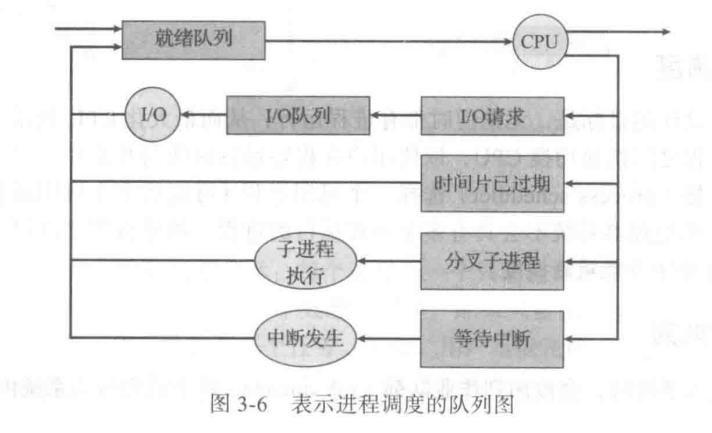 就绪队列
CPU
I/O
I/O队列
I/O请求
时间片已过期
子进程
执行
分叉子进程
中断发生
等待中断
图 3-6 表示进程调度的队列图